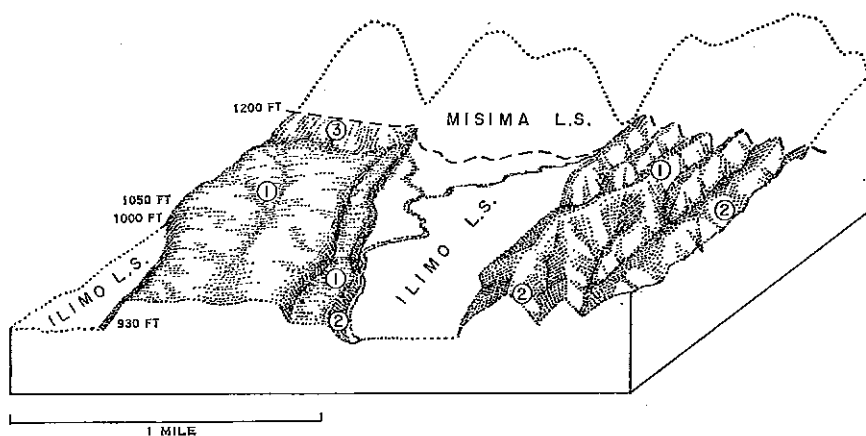 1200 FT
MISIMA L.S.
3
1
1
1050 FT
1000 FT
2
ILIMO L.S.
ILIMO L.S.
1
2
2
930 FT
1 MILE